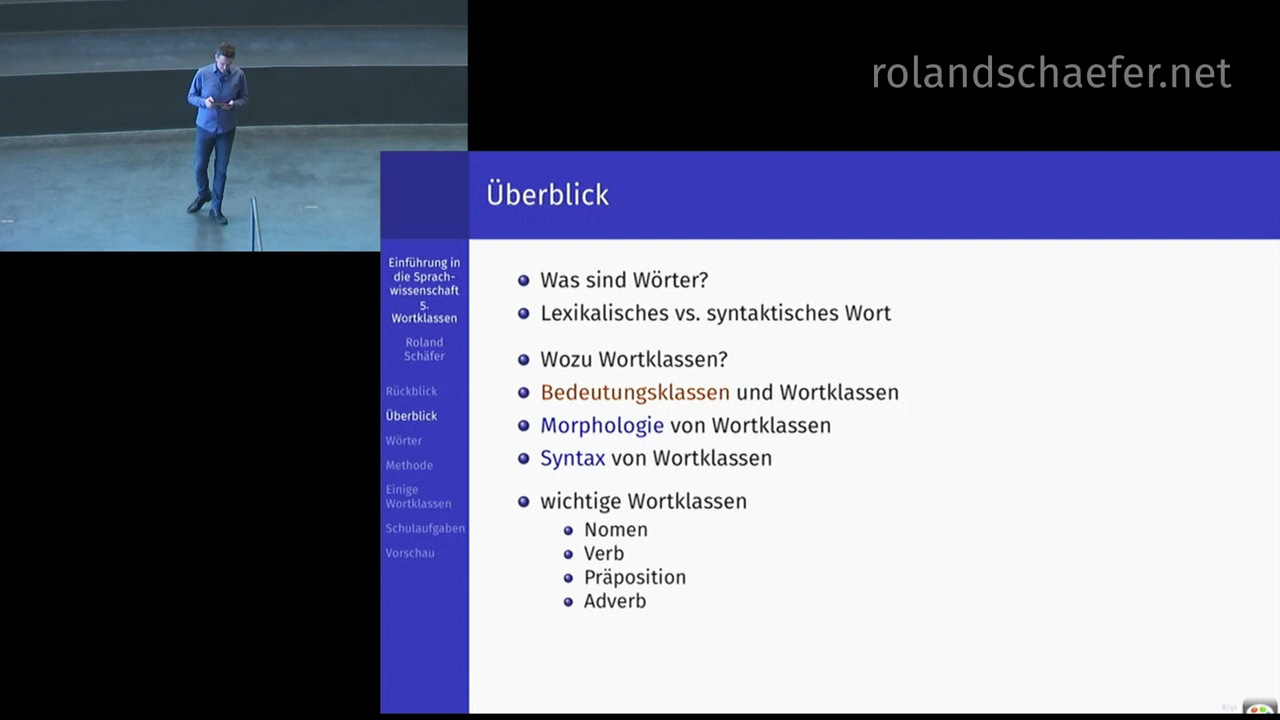 rolandschaefer.net
Überblick
Einführung in
die Sprach-
wissenschaft
5.
Wortklassen
Roland
Schäfer
Rückblick
Überblick
Wörter
Methode
Einige
Wortklassen
Schulaufgaben
Vorschau
Was sind Wörter?
Lexikalisches vs. syntaktisches Wort
Wozu Wortklassen?
Bedeutungsklassen und Wortklassen
Morphologie von Wortklassen
Syntax von Wortklassen
wichtige Wortklassen
Nomen
Verb
Präposition
Adverb